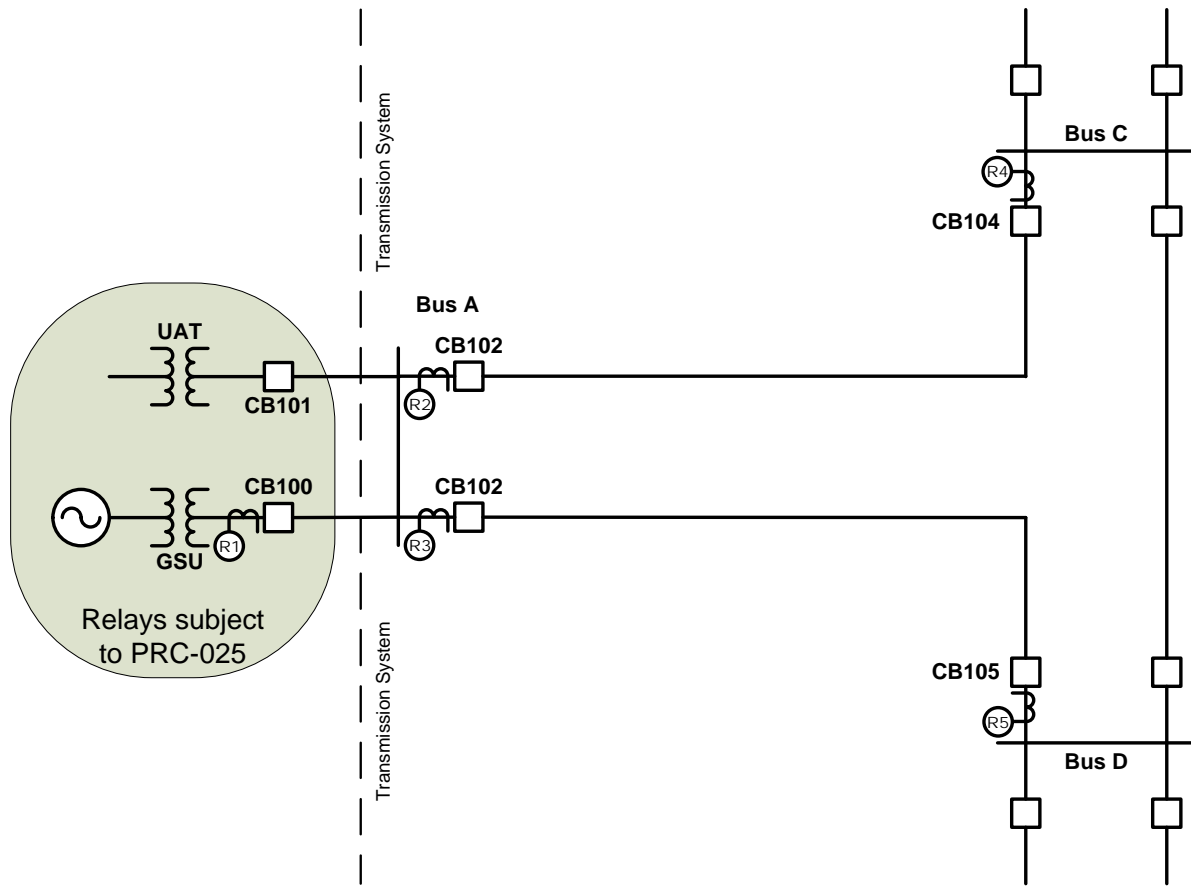 Transmission System
Bus C
R4
CB104
Bus A
UAT
CB102
CB101
R2
CB100
CB102
R1
R3
GSU
Relays subject
to PRC-025
Transmission System
CB105
R5
Bus D